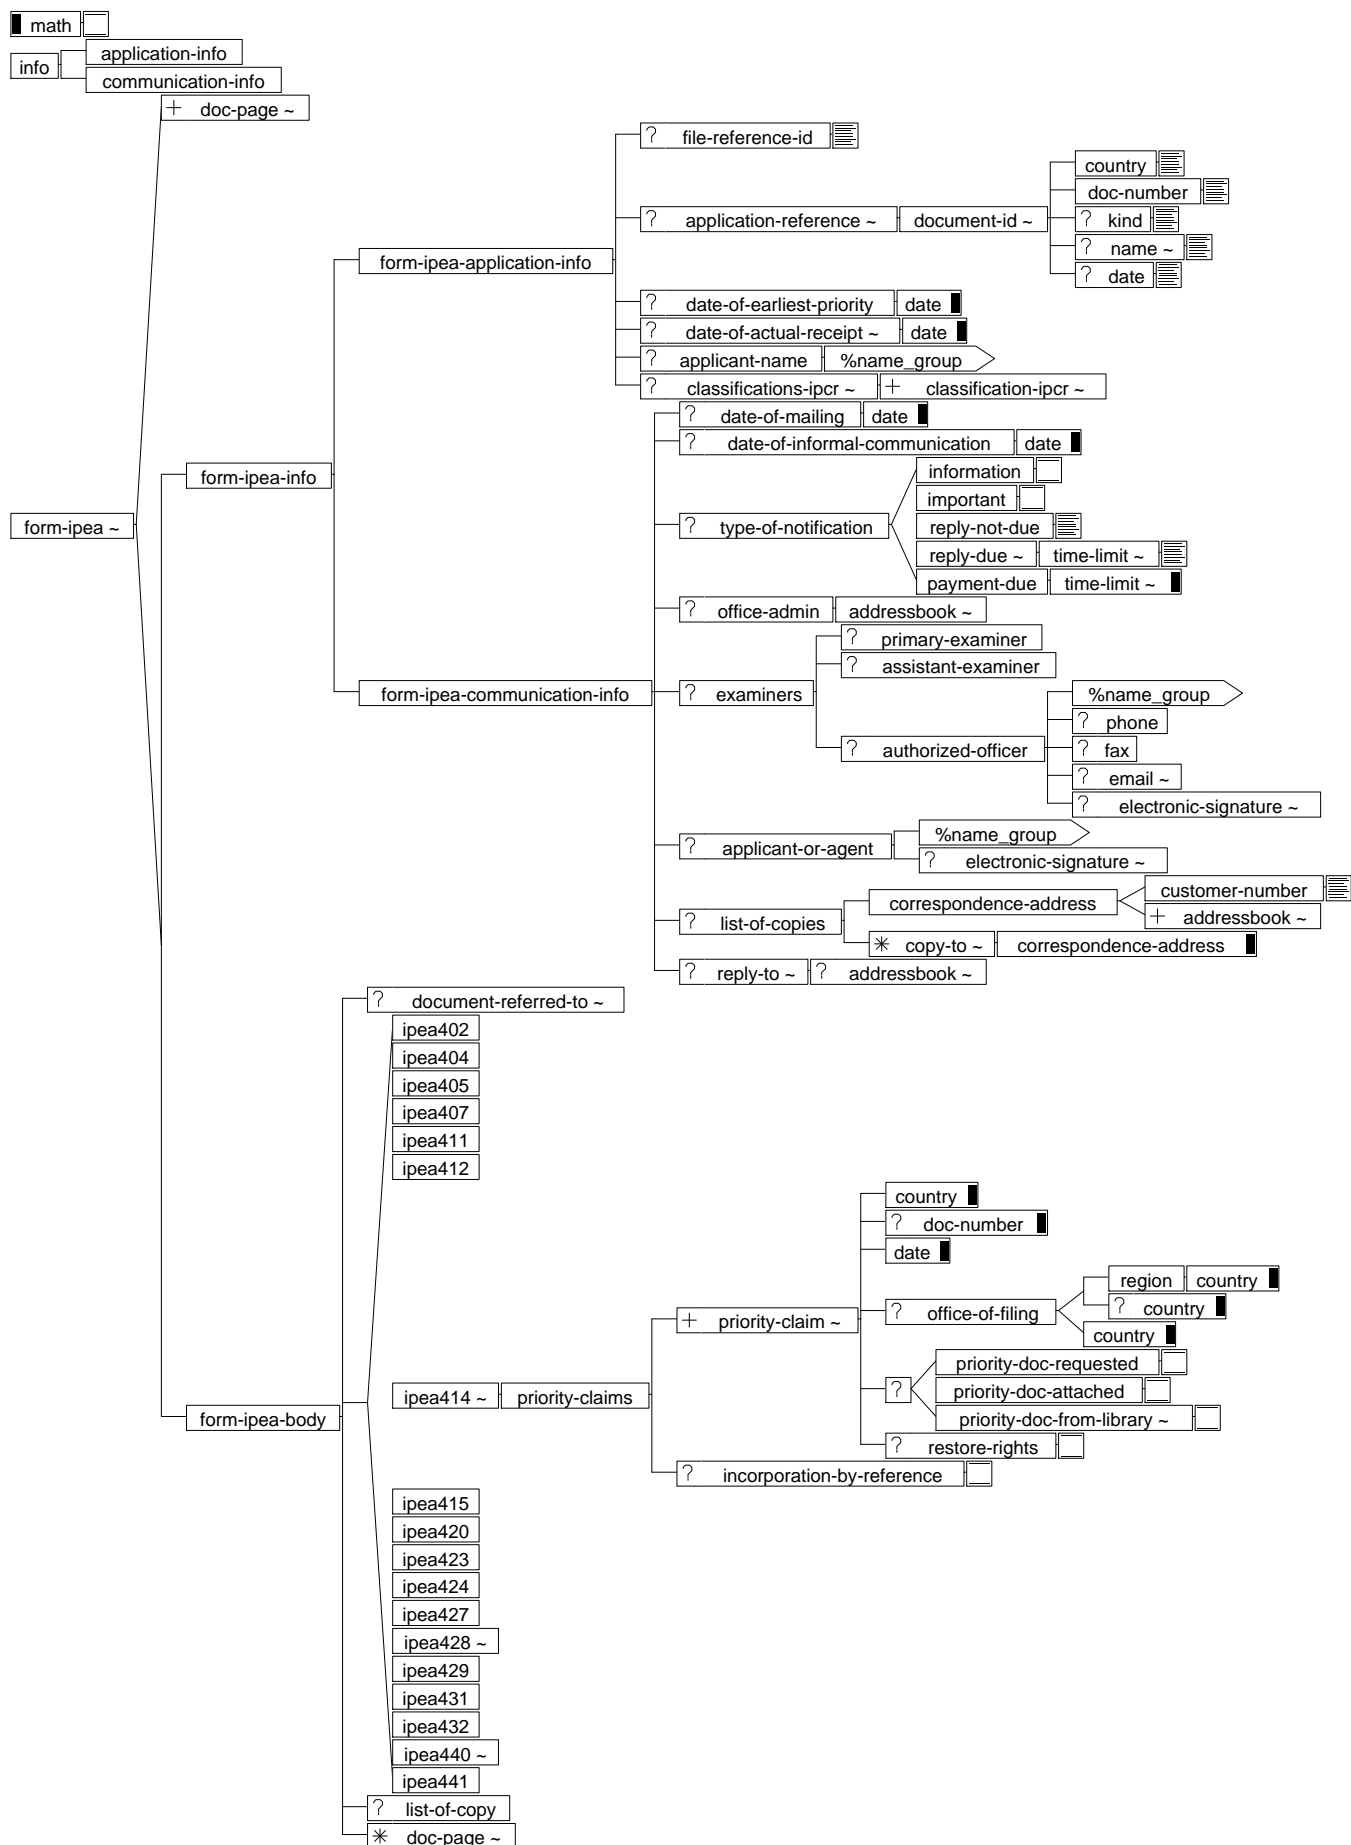 math
application-info
info
communication-info
+ doc-page ~
? file-reference-id
country
doc-number
? application-reference ~ document-id ~ ? kind
? name ~
form-ipea-application-info
? date
? date-of-earliest-priority date
? date-of-actual-receipt ~ date
? applicant-name %name_group
? classifications-ipcr ~ + classification-ipcr ~
? date-of-mailing date
? date-of-informal-communication date
form-ipea-info
information
important
form-ipea ~ ? type-of-notification reply-not-due
reply-due ~ time-limit ~
payment-due time-limit ~
? office-admin addressbook ~
? primary-examiner
? assistant-examiner
form-ipea-communication-info ? examiners %name_group
? phone
? authorized-officer ? fax
? email ~
? electronic-signature ~
%name_group
? applicant-or-agent
? electronic-signature ~
customer-number
correspondence-address
? list-of-copies + addressbook ~
* copy-to ~ correspondence-address
? reply-to ~ ? addressbook ~
? document-referred-to ~
ipea402
ipea404
ipea405
ipea407
ipea411
ipea412
country
? doc-number
date
region country
? country
? office-of-filing
+ priority-claim ~ country
priority-doc-requested
ipea414 ~ priority-claims ? priority-doc-attached
form-ipea-body priority-doc-from-library ~
? restore-rights
? incorporation-by-reference
ipea415
ipea420
ipea423
ipea424
ipea427
ipea428 ~
ipea429
ipea431
ipea432
ipea440 ~
ipea441
? list-of-copy
* doc-page ~